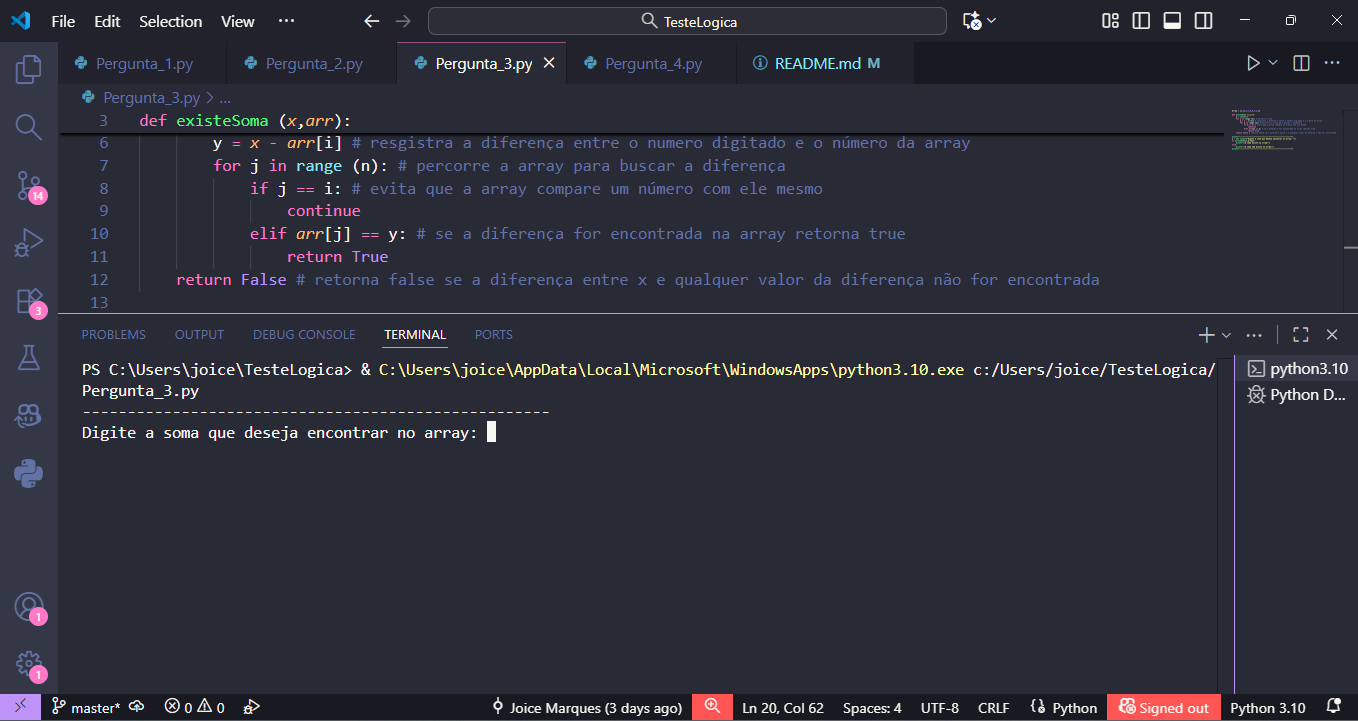 File Edit Selection View ···
TesteLogica
Pergunta_1.py Pergunta_2.py Pergunta_3.py Pergunta_4.py README.md M
Pergunta_3.py > ...
3 def existeSoma (x,arr):
6 y = x - arr[i] # resgistra a diferença entre o numero digitado e o número da array
7 for j in range (n): # percorre a array para buscar a diferença
8 if j == i: # evita que a array compare um número com ele mesmo
9 continue
10 elif arr[j] == y: # se a diferença for encontrada na array retorna true
11 return True
12 return False # retorna false se a diferença entre x e qualquer valor da diferença não for encontrada
13
14
3
1
1
PROBLEMS OUTPUT DEBUG CONSOLE TERMINAL PORTS
PS C:\Users\joice\TesteLogica> & C:\Users\joice\AppData\Local\Microsoft\WindowsApps\python3.10.exe c:/Users/joice/TesteLogica/
Pergunta_3.py
---------------------------------------------------
Digite a soma que deseja encontrar no array:
python3.10
Python D...
master* 0 0 Joice Marques (3 days ago) Ln 20, Col 62 Spaces: 4 UTF-8 CRLF Python Signed out Python 3.10